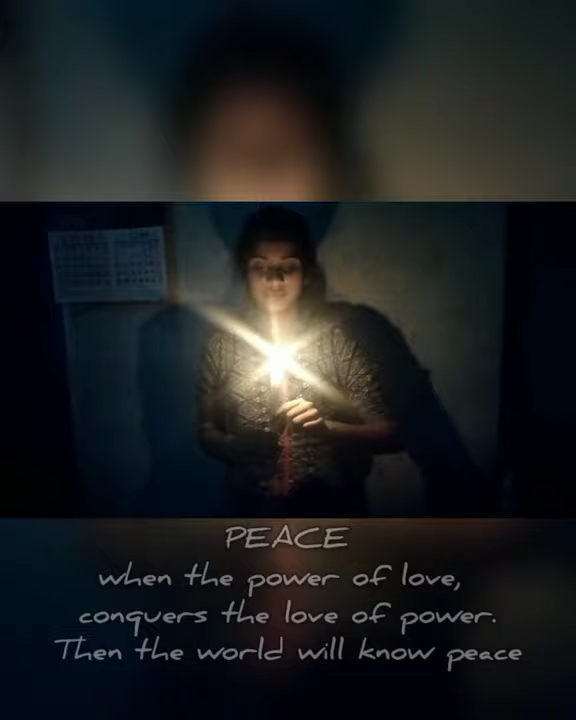 PEACE
when the power of love,
conquers the love of power.
Then the world will know peace